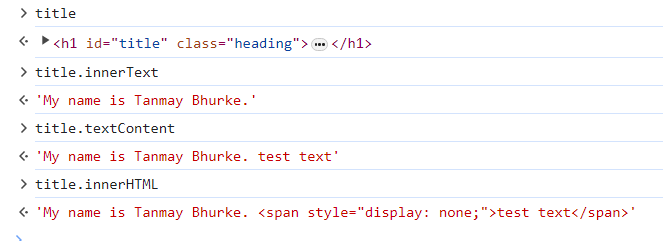 title
<h1 id="title" class="heading">…</h1>
title.innerText
'My name is Tanmay Bhurke.'
title.textContent
'My name is Tanmay Bhurke. test text'
title.innerHTML
'My name is Tanmay Bhurke. <span style="display: none;">test text</span>'